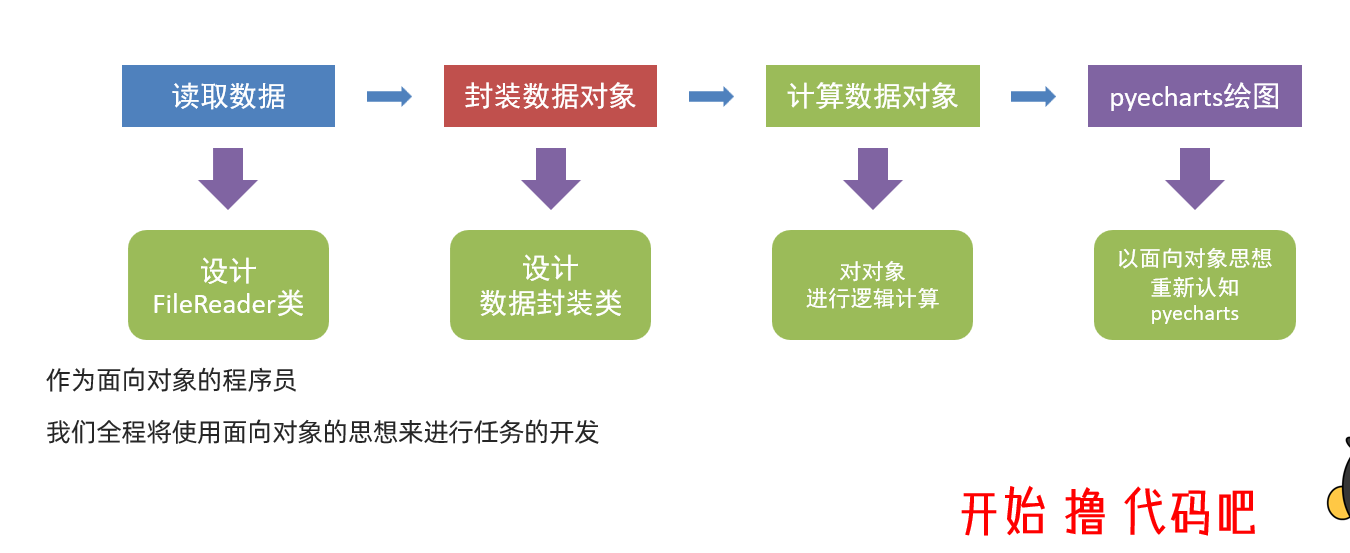 读取数据
封装数据对象
计算数据对象
pyecharts绘图
设计
FileReader类
设计
数据封装类
对对象
进行逻辑计算
以面向对象思想
重新认知
pyecharts
作为面向对象的程序员
我们全程将使用面向对象的思想来进行任务的开发
开始 撸 代码吧